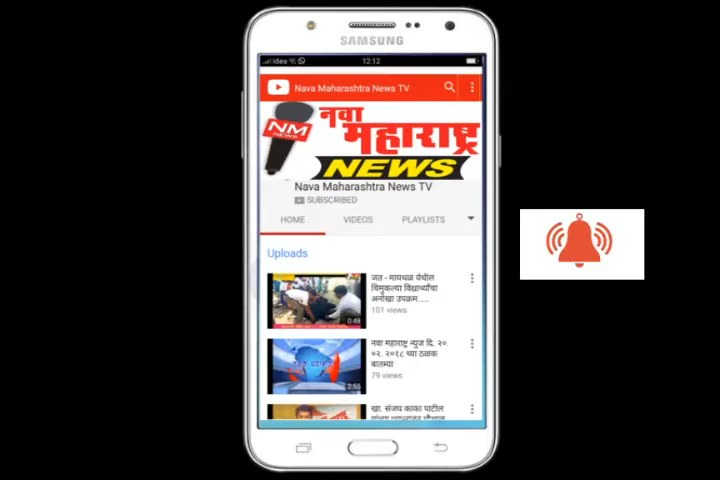 SAMSUNG
Idea
12:12
Nava Maharashtra News TV
NM
NEWS
नवा
महाराष्ट्र
NEWS
Nava Maharashtra News TV
SUBSCRIBED
HOME VIDEOS PLAYLISTS
Uploads
जत - मायथळ येथील
चिमुकल्या विद्यार्थ्यांचा
अनोखा उपक्रम.....
101 views
0:48
नवा महाराष्ट्र न्युज दि. २०.
०२. २०१८ च्या ठळक
बातम्या
79 views
2:55
खा. संजय काका पाटील